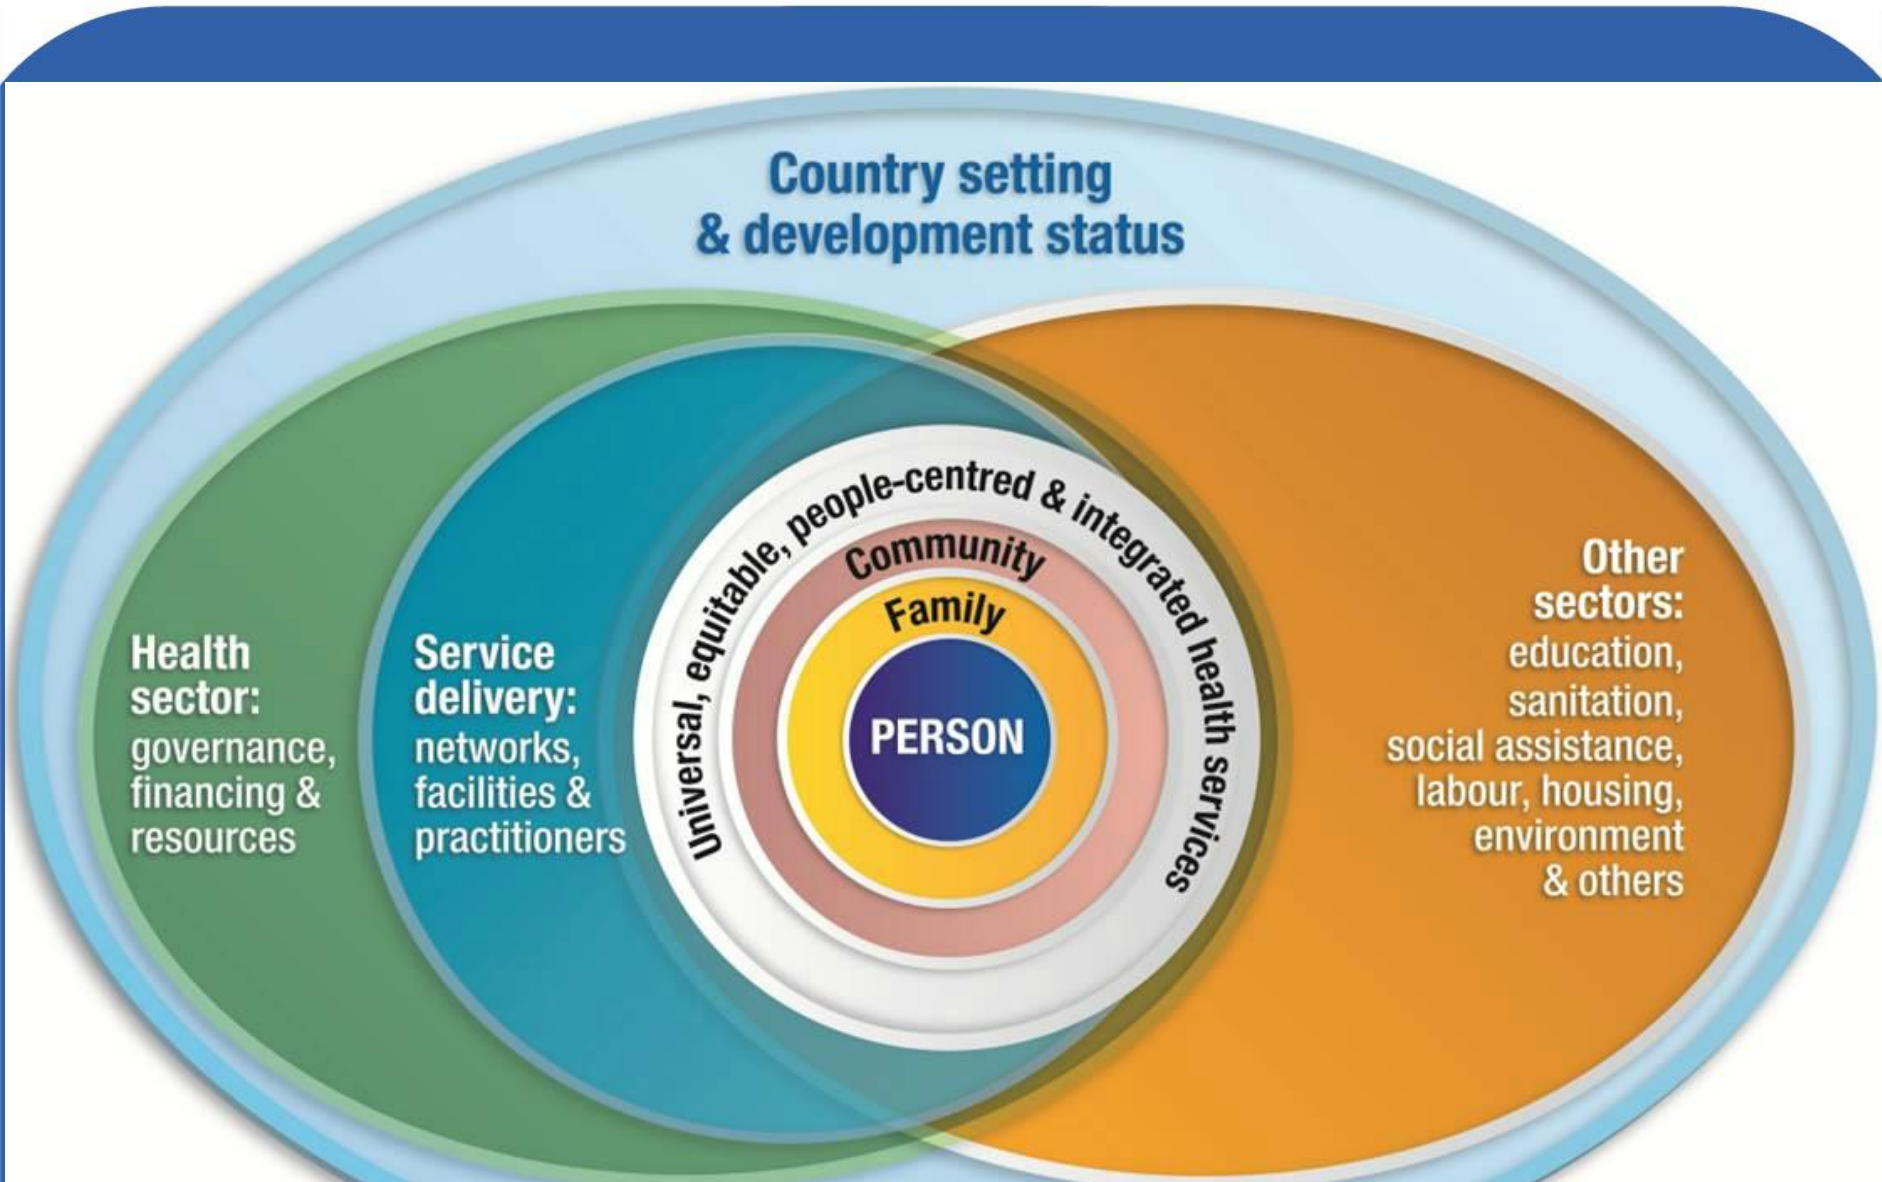 Country setting
& development status
Universal, equitable, people-centred & integrated health services
Community
Family
PERSON
Health
sector:
governance,
financing &
resources
Service
delivery:
networks,
facilities &
practitioners
Other
sectors:
education,
sanitation,
social assistance,
labour, housing,
environment
& others